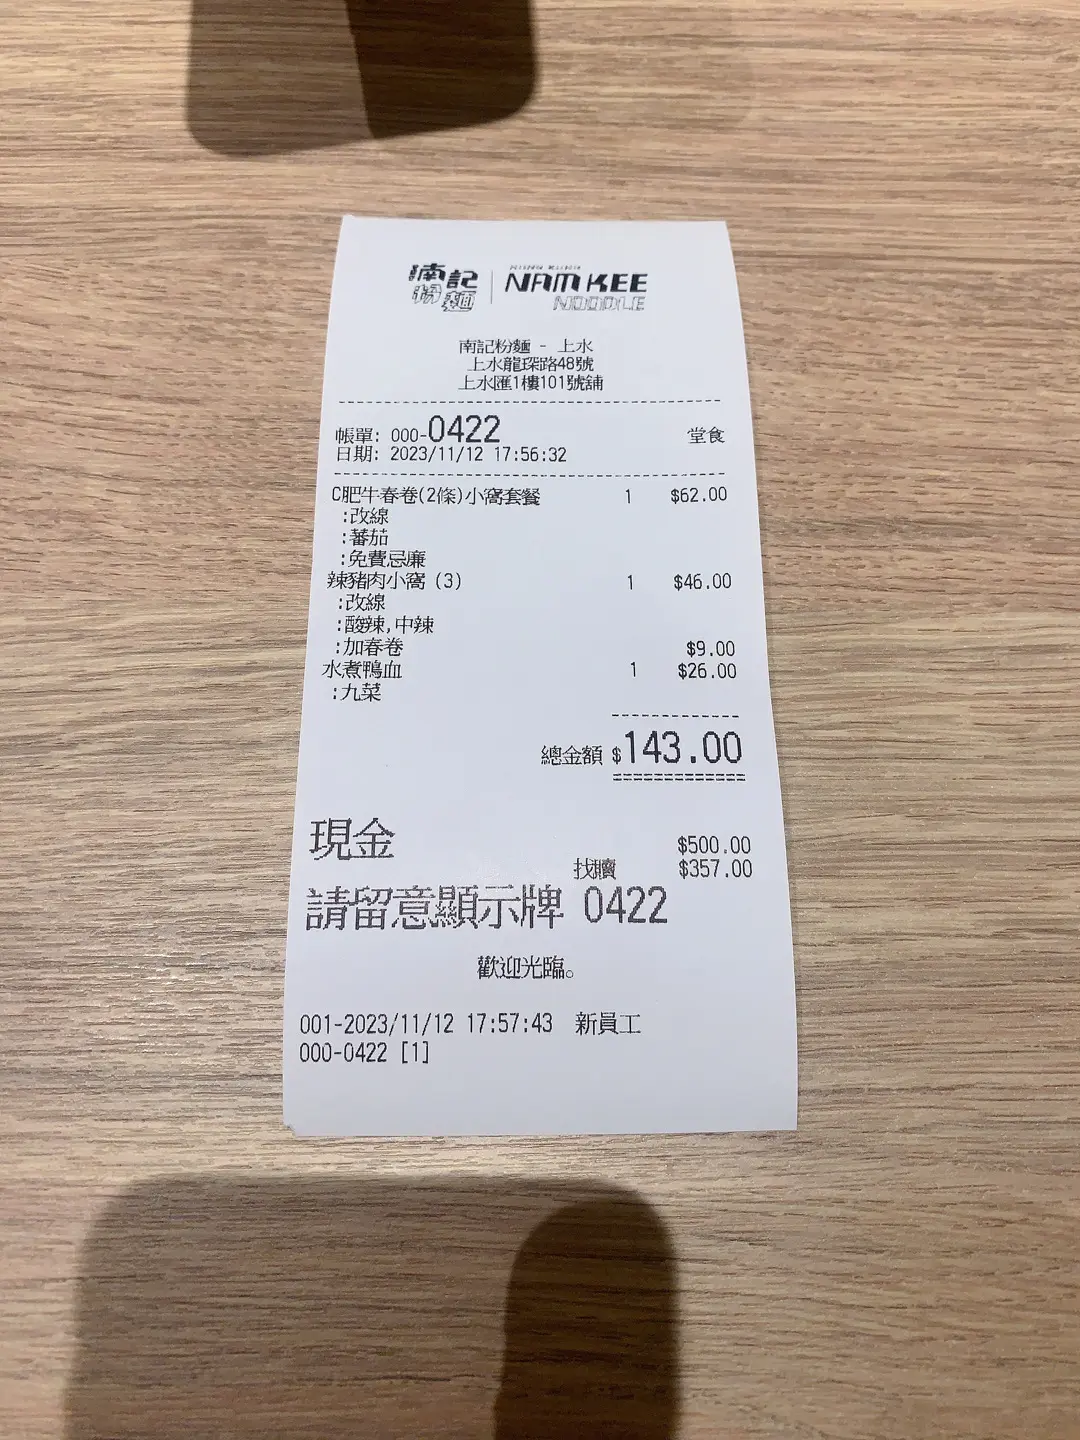 南記
粉麵
NAM KEE
NOODLE
南記粉麵 - 上水
上水龍琛路48號
上水匯1樓101號舖
帳單: 000-0422 堂食
日期: 2023/11/12 17:56:32
C肥牛春卷(2條)小窩套餐 1 $62.00
:改線
:蕃茄
:免費忌廉
辣豬肉小窩 (3) 1 $46.00
:改線
:酸辣,中辣
:加春卷 $9.00
水煮鴨血 1 $26.00
:九菜
總金額 $143.00
現金 $500.00
找贖 $357.00
請留意顯示牌 0422
歡迎光臨。
001-2023/11/12 17:57:43 新員工
000-0422 [1]